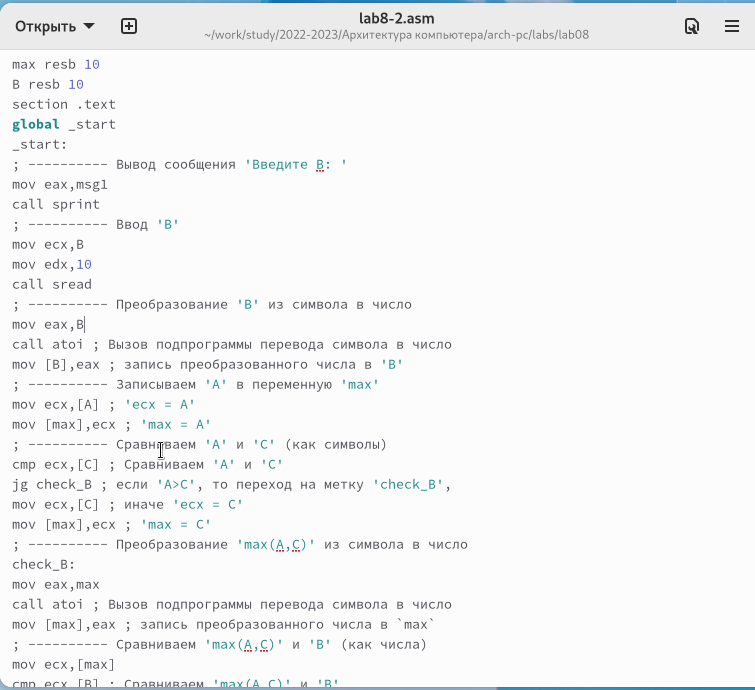 Открыть
lab8-2.asm
~/work/study/2022-2023/Архитектура компьютера/arch-pc/labs/lab08
max resb 10
B resb 10
section .text
global _start
_start:
; ---------- Вывод сообщения 'Введите B: '
mov eax,msg1
call sprint
; ---------- Ввод 'B'
mov ecx,B
mov edx,10
call sread
; ---------- Преобразование 'B' из символа в число
mov eax,B
call atoi ; Вызов подпрограммы перевода символа в число
mov [B],eax ; запись преобразованного числа в 'B'
; ---------- Записываем 'A' в переменную 'max'
mov ecx,[A] ; 'ecx = A'
mov [max],ecx ; 'max = A'
; ---------- Сравниваем 'A' и 'С' (как символы)
cmp ecx,[C] ; Сравниваем 'A' и 'С'
jg check_B ; если 'A>C', то переход на метку 'check_B',
mov ecx,[C] ; иначе 'ecx = C'
mov [max],ecx ; 'max = C'
; ---------- Преобразование 'max(A,C)' из символа в число
check_B:
mov eax,max
call atoi ; Вызов подпрограммы перевода символа в число
mov [max],eax ; запись преобразованного числа в `max`
; ---------- Сравниваем 'max(A,C)' и 'B' (как числа)
mov ecx,[max]
cmp ecx,[B] ; Сравниваем 'max(A,C)' и 'B'